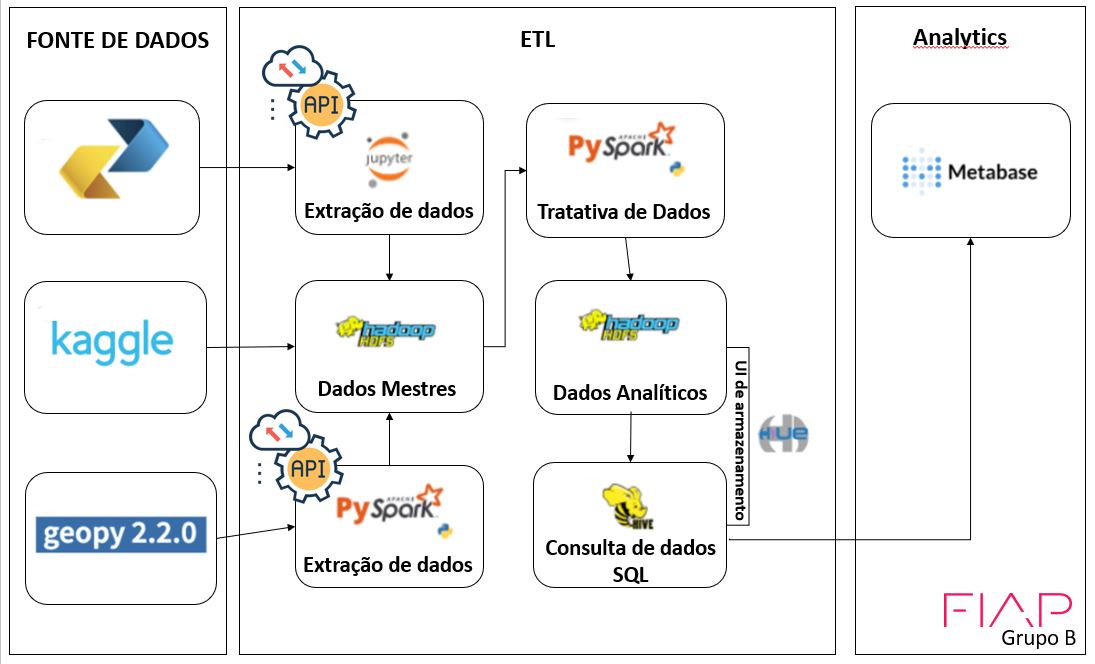 FONTE DE DADOS
ETL
Analytics
API
jupyter
Extração de dados
APACHE
PySpark
Tratativa de Dados
Metabase
kaggle
hadoop
HDFS
Dados Mestres
hadoop
HDFS
Dados Analíticos
UI de armazenamento
HUE
API
geopy 2.2.0
APACHE
PySpark
Extração de dados
HIVE
Consulta de dados
SQL
FIAP
Grupo B